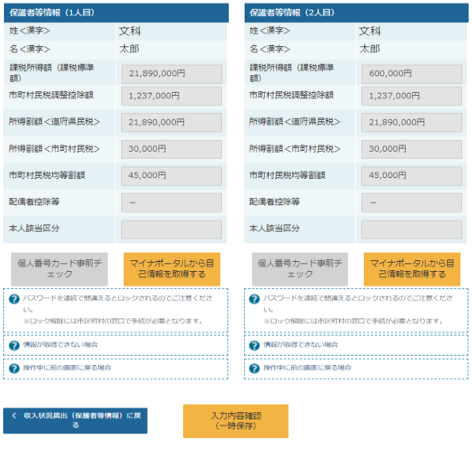 保護者等情報（1人目）
姓＜漢字＞ 文科
名＜漢字＞ 太郎
課税所得額（課税標準
額） 21,890,000円
市町村民税調整控除額 1,237,000円
所得割額＜道府県民税＞ 21,890,000円
所得割額＜市町村民税＞ 30,000円
市町村民税均等割額 45,000円
配偶者控除等 －
本人該当区分
個人番号カード事前チ
ェック
マイナポータルから自
己情報を取得する
? パスワードを連続で間違えるとロックされるのでご注意くださ
い。
※ロック解除には市区町村の窓口で手続が必要となります。
? 情報が取得できない場合
? 操作中に前の画面に戻る場合
保護者等情報（2人目）
姓＜漢字＞ 文科
名＜漢字＞ 太郎
課税所得額（課税標準
額） 600,000円
市町村民税調整控除額 1,237,000円
所得割額＜道府県民税＞ 21,890,000円
所得割額＜市町村民税＞ 30,000円
市町村民税均等割額 45,000円
配偶者控除等 －
本人該当区分
個人番号カード事前チ
ェック
マイナポータルから自
己情報を取得する
? パスワードを連続で間違えるとロックされるのでご注意くださ
い。
※ロック解除には市区町村の窓口で手続が必要となります。
? 情報が取得できない場合
? 操作中に前の画面に戻る場合
< 収入状況届出（保護者等情報）に戻
る
入力内容確認
（一時保存）